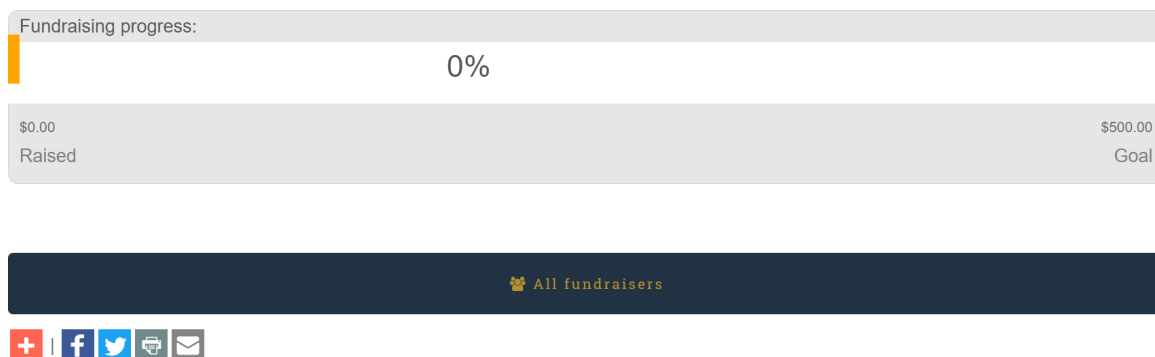 Fundraising progress:
0%
$0.00 $500.00
Raised Goal
All fundraisers